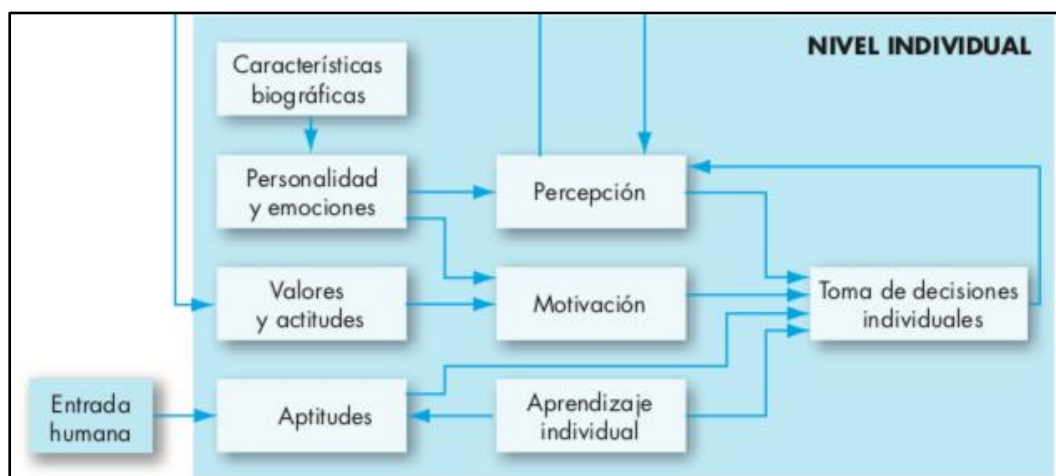 NIVEL INDIVIDUAL
Características
biográficas
Personalidad
y emociones
Percepción
Valores
y actitudes
Motivación
Toma de decisiones
individuales
Entrada
humana
Aptitudes
Aprendizaje
individual